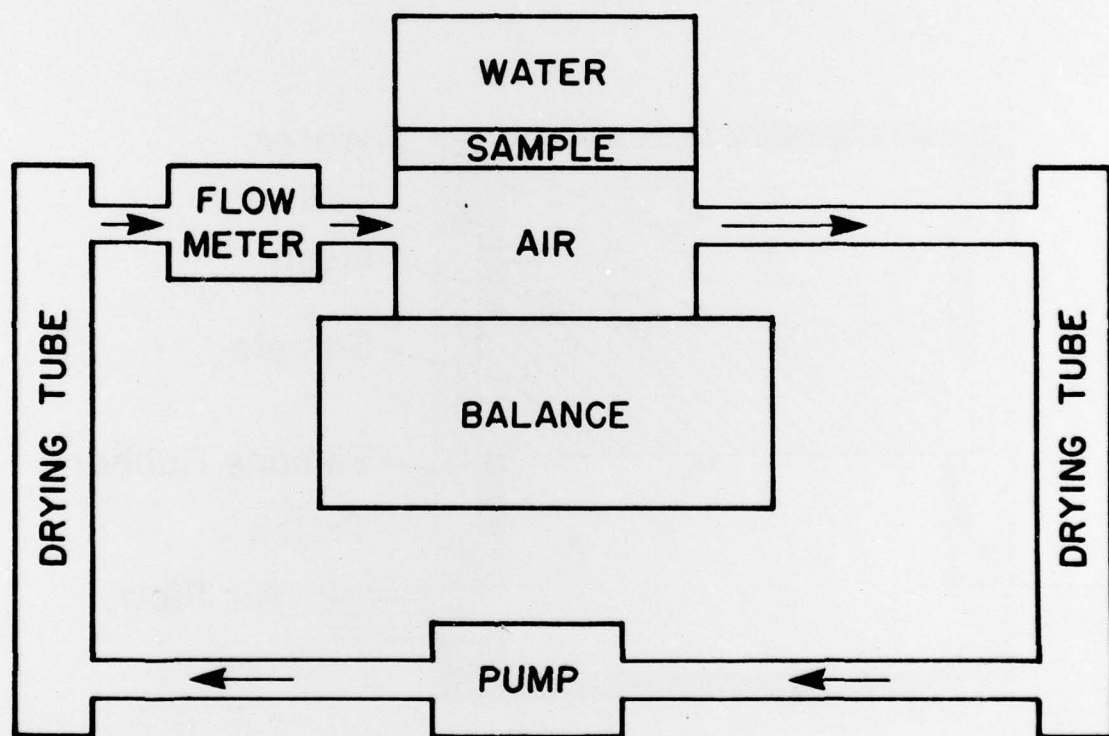 WATER
SAMPLE
FLOW
METER
AIR
DRYING TUBE
DRYING TUBE
BALANCE
PUMP